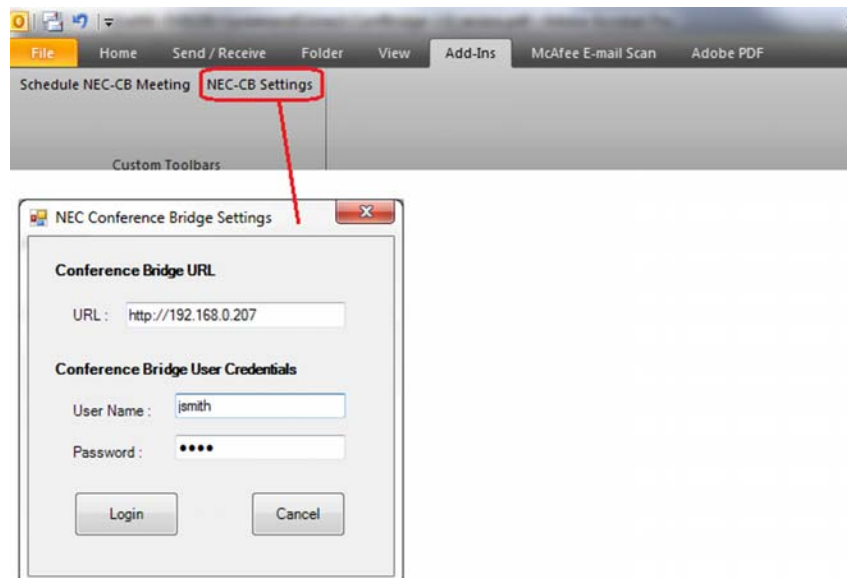 File Home Send / Receive Folder View Add-Ins McAfee E-mail Scan Adobe PDF
Schedule NEC-CB Meeting NEC-CB Settings
Custom Toolbars
NEC Conference Bridge Settings
Conference Bridge URL
URL : http://192.168.0.207
Conference Bridge User Credentials
User Name : jsmith
Password : ••••
Login Cancel